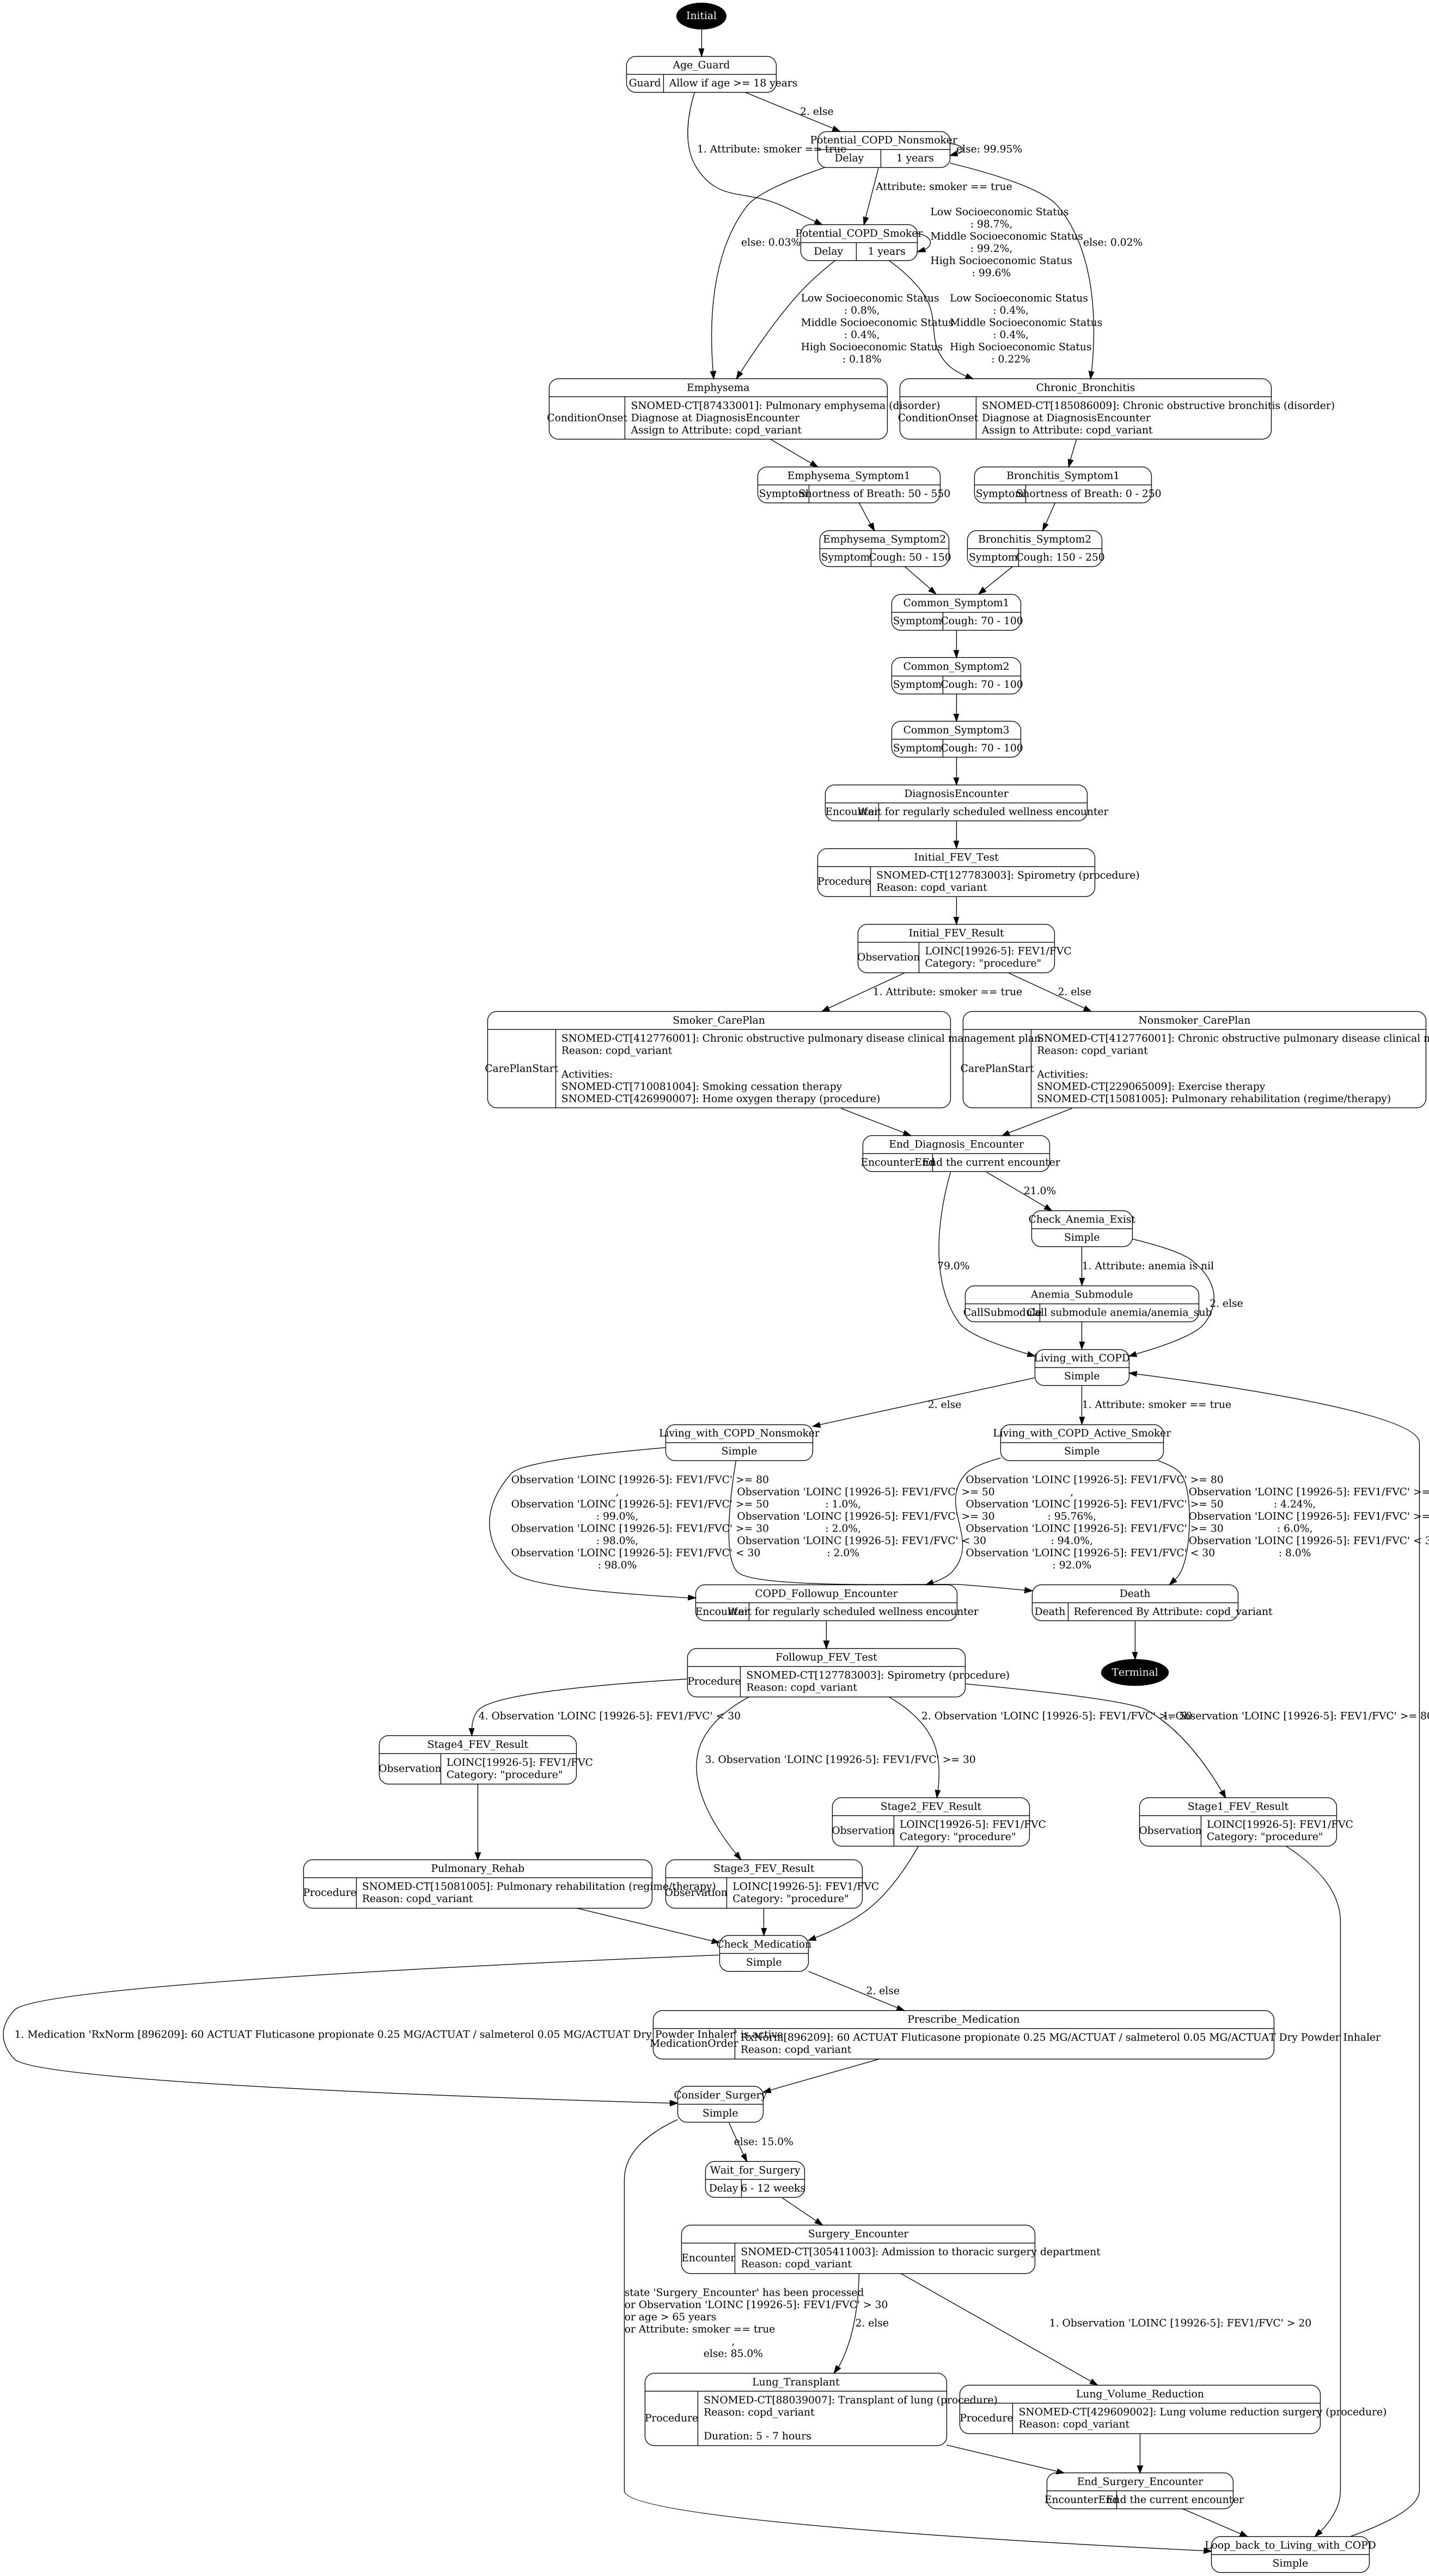 Initial
Age_Guard
Guard
Allow if age >= 18 years
2. else
1. Attribute: smoker == true
Potential_COPD_Nonsmoker
Delay
1 years
else: 99.95%
Attribute: smoker == true
else: 0.03%
else: 0.02%
Potential_COPD_Smoker
Delay
1 years
Low Socioeconomic Status
: 98.7%,
Middle Socioeconomic Status
: 99.2%,
High Socioeconomic Status
: 99.6%
Low Socioeconomic Status
: 0.8%,
Middle Socioeconomic Status
: 0.4%,
High Socioeconomic Status
: 0.18%
Low Socioeconomic Status
: 0.4%,
Middle Socioeconomic Status
: 0.4%,
High Socioeconomic Status
: 0.22%
Emphysema
ConditionOnset
SNOMED-CT[87433001]: Pulmonary emphysema (disorder)
Diagnose at DiagnosisEncounter
Assign to Attribute: copd_variant
Chronic_Bronchitis
ConditionOnset
SNOMED-CT[185086009]: Chronic obstructive bronchitis (disorder)
Diagnose at DiagnosisEncounter
Assign to Attribute: copd_variant
Emphysema_Symptom1
Symptom
Shortness of Breath: 50 - 550
Bronchitis_Symptom1
Symptom
Shortness of Breath: 0 - 250
Emphysema_Symptom2
Symptom
Cough: 50 - 150
Bronchitis_Symptom2
Symptom
Cough: 150 - 250
Common_Symptom1
Symptom
Cough: 70 - 100
Common_Symptom2
Symptom
Cough: 70 - 100
Common_Symptom3
Symptom
Cough: 70 - 100
DiagnosisEncounter
Encounter
Wait for regularly scheduled wellness encounter
Initial_FEV_Test
Procedure
SNOMED-CT[127783003]: Spirometry (procedure)
Reason: copd_variant
Initial_FEV_Result
Observation
LOINC[19926-5]: FEV1/FVC
Category: "procedure"
1. Attribute: smoker == true
2. else
Smoker_CarePlan
CarePlanStart
SNOMED-CT[412776001]: Chronic obstructive pulmonary disease clinical management plan
Reason: copd_variant
Activities:
SNOMED-CT[710081004]: Smoking cessation therapy
SNOMED-CT[426990007]: Home oxygen therapy (procedure)
Nonsmoker_CarePlan
CarePlanStart
SNOMED-CT[412776001]: Chronic obstructive pulmonary disease clinical
Reason: copd_variant
Activities:
SNOMED-CT[229065009]: Exercise therapy
SNOMED-CT[15081005]: Pulmonary rehabilitation (regime/therapy)
End_Diagnosis_Encounter
EncounterEnd
End the current encounter
21.0%
79.0%
Check_Anemia_Exist
Simple
1. Attribute: anemia is nil
2. else
Anemia_Submodule
CallSubmodule
Call submodule anemia/anemia_sub
Living_with_COPD
Simple
2. else
1. Attribute: smoker == true
Living_with_COPD_Nonsmoker
Simple
Living_with_COPD_Active_Smoker
Simple
Observation 'LOINC [19926-5]: FEV1/FVC' >= 80
,
Observation 'LOINC [19926-5]: FEV1/FVC' >= 50
: 99.0%,
Observation 'LOINC [19926-5]: FEV1/FVC' >= 30
: 98.0%,
Observation 'LOINC [19926-5]: FEV1/FVC' < 30
: 98.0%
Observation 'LOINC [19926-5]: FEV1/FVC' >= 50
: 1.0%,
Observation 'LOINC [19926-5]: FEV1/FVC' >= 30
: 2.0%,
Observation 'LOINC [19926-5]: FEV1/FVC' < 30
: 2.0%
Observation 'LOINC [19926-5]: FEV1/FVC' >= 80
,
Observation 'LOINC [19926-5]: FEV1/FVC' >= 50
: 95.76%,
Observation 'LOINC [19926-5]: FEV1/FVC' >= 30
: 94.0%,
Observation 'LOINC [19926-5]: FEV1/FVC' < 30
: 92.0%
Observation 'LOINC [19926-5]: FEV1/FVC' >=
: 4.24%,
Observation 'LOINC [19926-5]: FEV1/FVC' >=
: 6.0%,
Observation 'LOINC [19926-5]: FEV1/FVC' <
: 8.0%
COPD_Followup_Encounter
Encounter
Wait for regularly scheduled wellness encounter
Death
Death
Referenced By Attribute: copd_variant
Terminal
Followup_FEV_Test
Procedure
SNOMED-CT[127783003]: Spirometry (procedure)
Reason: copd_variant
4. Observation 'LOINC [19926-5]: FEV1/FVC' < 30
2. Observation 'LOINC [19926-5]: FEV1/FVC' >= 50
1. Observation 'LOINC [19926-5]: FEV1/FVC' >= 80
3. Observation 'LOINC [19926-5]: FEV1/FVC' >= 30
Stage4_FEV_Result
Observation
LOINC[19926-5]: FEV1/FVC
Category: "procedure"
Stage2_FEV_Result
Observation
LOINC[19926-5]: FEV1/FVC
Category: "procedure"
Stage1_FEV_Result
Observation
LOINC[19926-5]: FEV1/FVC
Category: "procedure"
Pulmonary_Rehab
Procedure
SNOMED-CT[15081005]: Pulmonary rehabilitation (regime/therapy)
Reason: copd_variant
Stage3_FEV_Result
Observation
LOINC[19926-5]: FEV1/FVC
Category: "procedure"
Check_Medication
Simple
2. else
1. Medication 'RxNorm [896209]: 60 ACTUAT Fluticasone propionate 0.25 MG/ACTUAT / salmeterol 0.05 MG/ACTUAT Dry Powder Inhaler' is active
Prescribe_Medication
MedicationOrder
RxNorm[896209]: 60 ACTUAT Fluticasone propionate 0.25 MG/ACTUAT / salmeterol 0.05 MG/ACTUAT Dry Powder Inhaler
Reason: copd_variant
Consider_Surgery
Simple
else: 15.0%
Wait_for_Surgery
Delay
6 - 12 weeks
Surgery_Encounter
Encounter
SNOMED-CT[305411003]: Admission to thoracic surgery department
Reason: copd_variant
state 'Surgery_Encounter' has been processed
or Observation 'LOINC [19926-5]: FEV1/FVC' > 30
or age > 65 years
or Attribute: smoker == true
,
else: 85.0%
2. else
1. Observation 'LOINC [19926-5]: FEV1/FVC' > 20
Lung_Transplant
Procedure
SNOMED-CT[88039007]: Transplant of lung (procedure)
Reason: copd_variant
Duration: 5 - 7 hours
Lung_Volume_Reduction
Procedure
SNOMED-CT[429609002]: Lung volume reduction surgery (procedure)
Reason: copd_variant
End_Surgery_Encounter
EncounterEnd
End the current encounter
Loop_back_to_Living_with_COPD
Simple